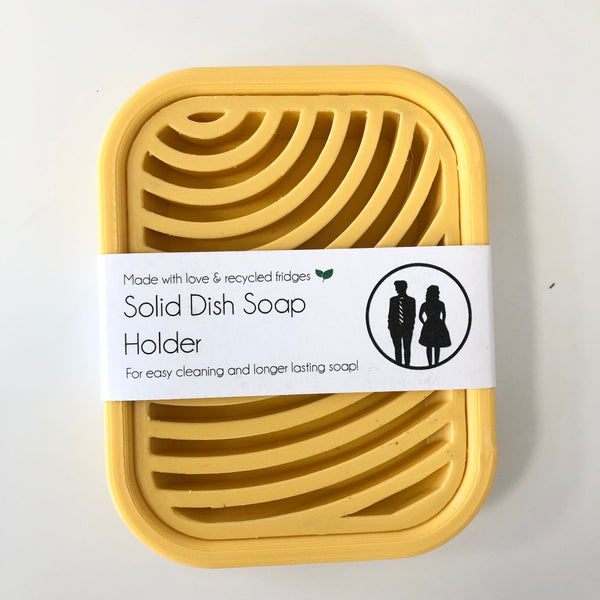 Made with love & recycled fridges
Solid Dish Soap
Holder
For easy cleaning and longer lasting soap!